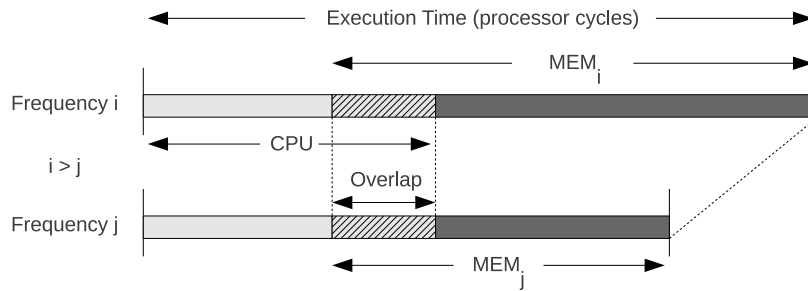 Execution Time (processor cycles)
MEM i
Frequency i
CPU
i > j
Overlap
Frequency j
MEM j